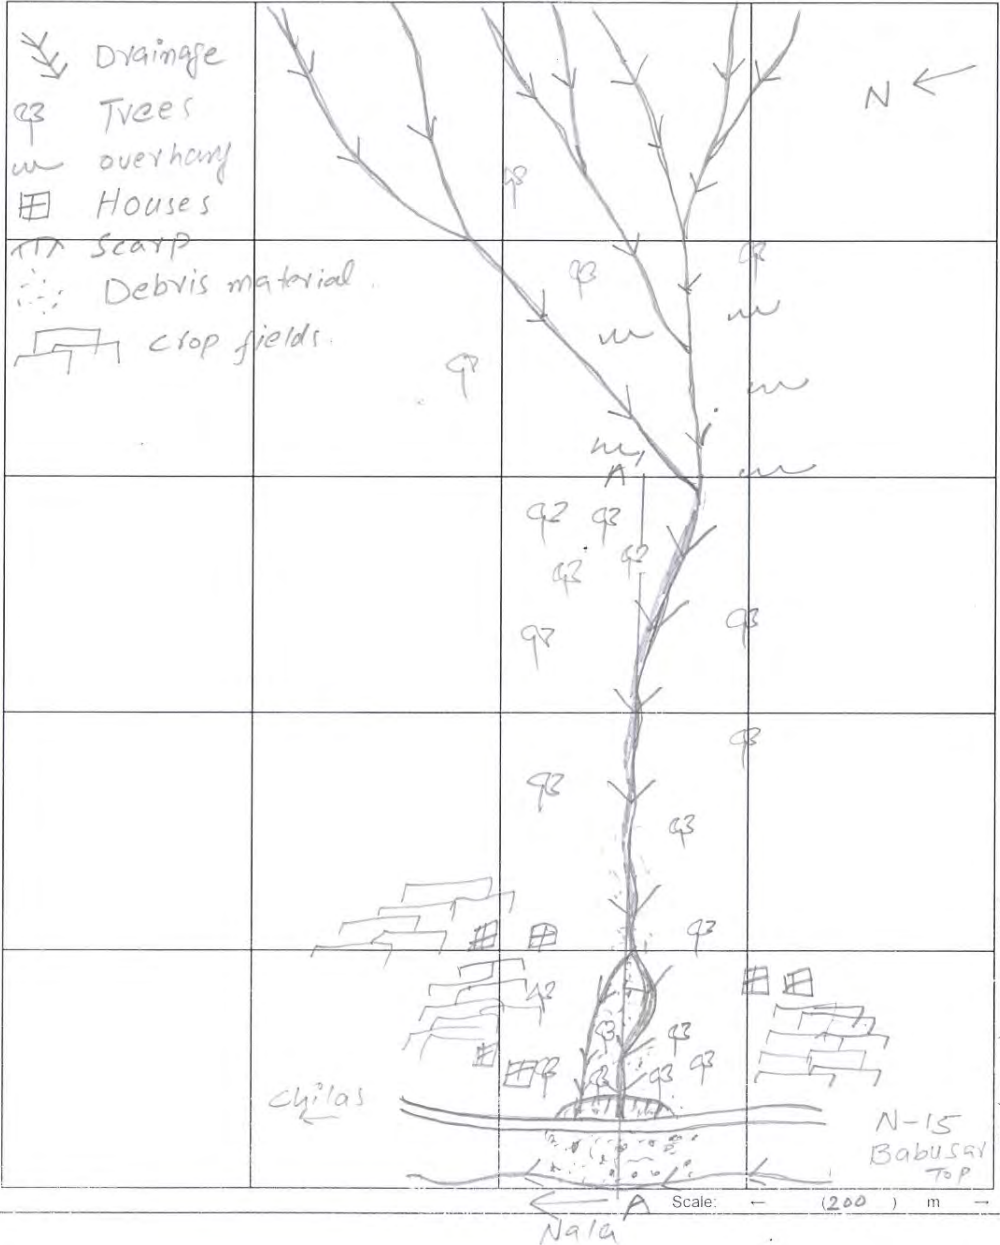 Drainage
Trees
overhang
Houses
Scarp
Debris material.
Crop fields.
N
A
Chilas
N-15
Babusar
Top
A
Scale: (200) m
Nala